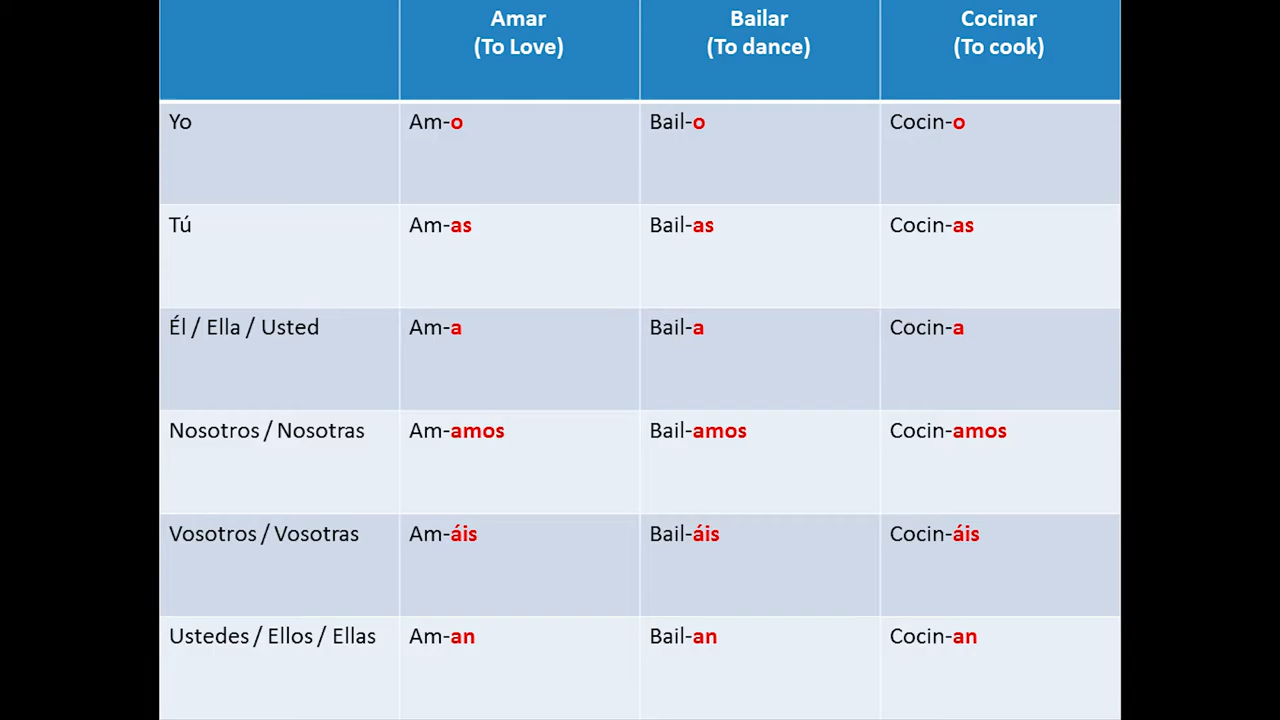 Amar Bailar Cocinar
(To Love) (To dance) (To cook)
Yo Am-o Bail-o Cocin-o
Tú Am-as Bail-as Cocin-as
Él / Ella / Usted Am-a Bail-a Cocin-a
Nosotros / Nosotras Am-amos Bail-amos Cocin-amos
Vosotros / Vosotras Am-áis Bail-áis Cocin-áis
Ustedes / Ellos / Ellas Am-an Bail-an Cocin-an